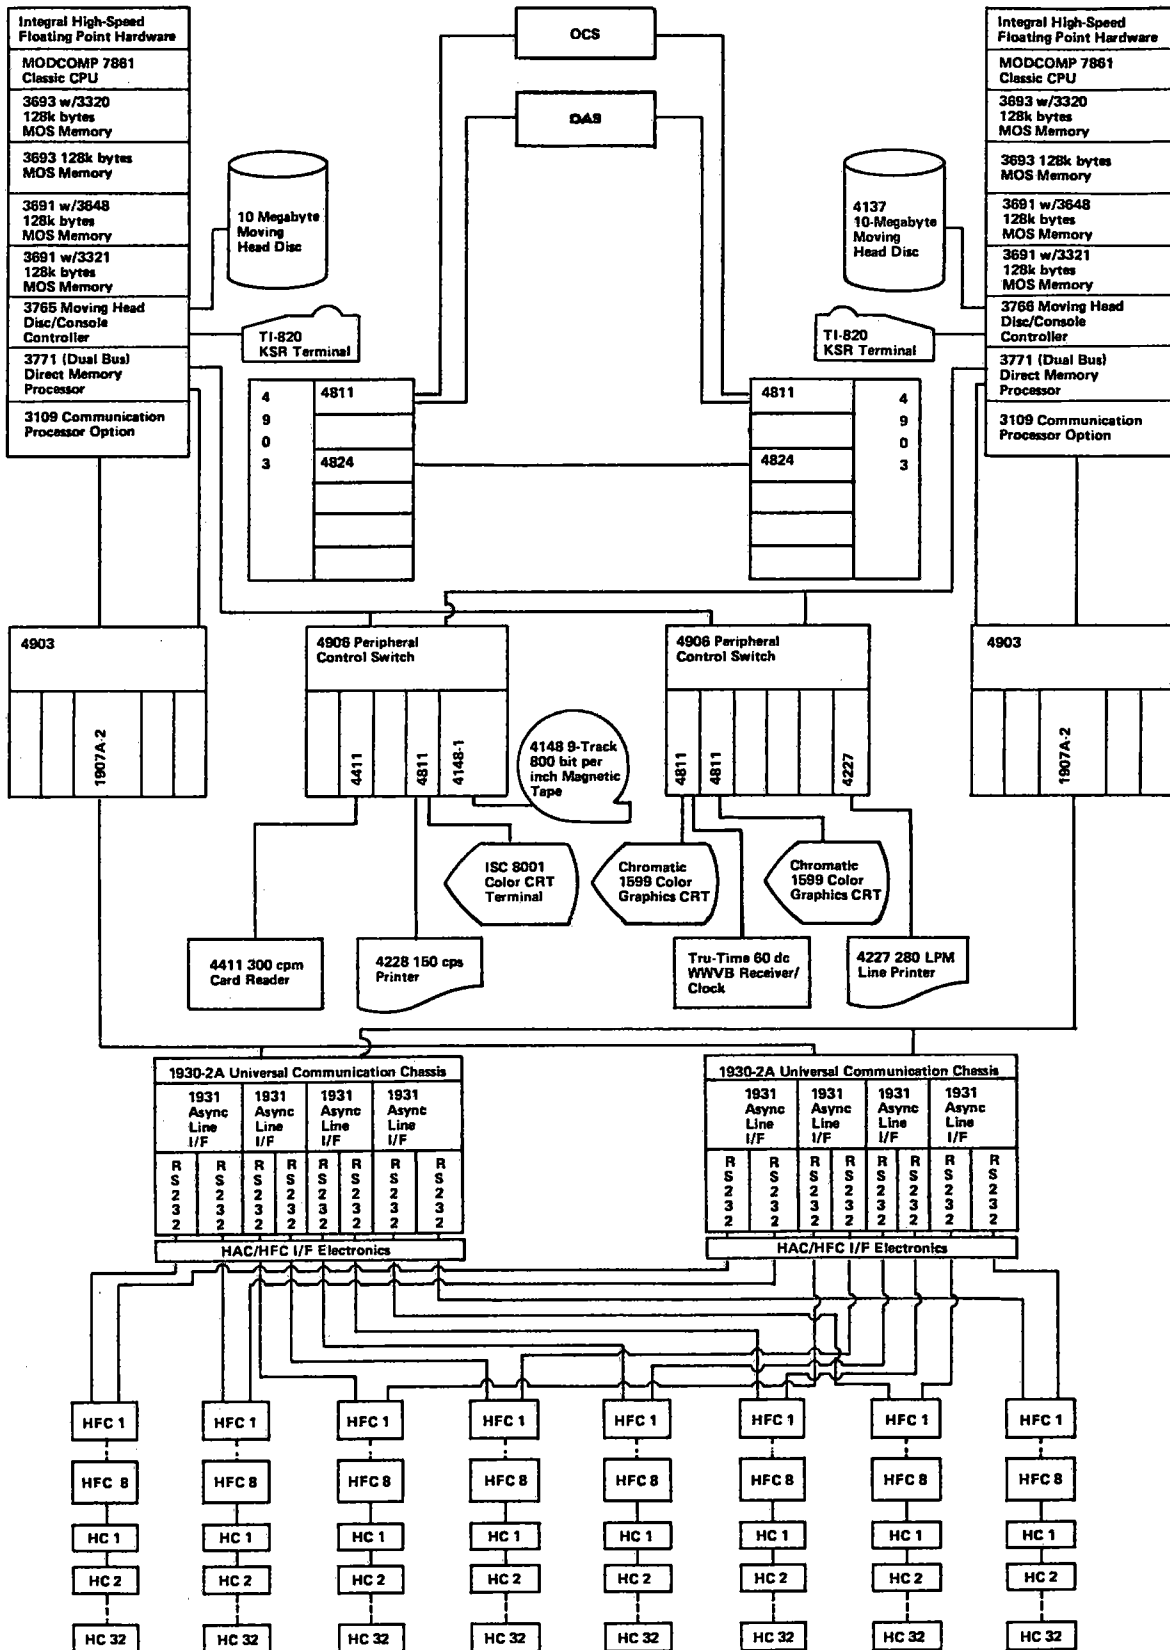 Integral High-Speed
Floating Point Hardware
MODCOMP 7861
Classic CPU
3693 w/3320
128k bytes
MOS Memory
3693 128k bytes
MOS Memory
3691 w/3648
128k bytes
MOS Memory
3691 w/3321
128k bytes
MOS Memory
3765 Moving Head
Disc/Console
Controller
3771 (Dual Bus)
Direct Memory
Processor
3109 Communication
Processor Option
10 Megabyte
Moving
Head Disc
TI-820
KSR Terminal
OCS
DAS
4137
10-Megabyte
Moving
Head Disc
TI-820
KSR Terminal
Integral High-Speed
Floating Point Hardware
MODCOMP 7861
Classic CPU
3693 w/3320
128k bytes
MOS Memory
3693 128k bytes
MOS Memory
3691 w/3648
128k bytes
MOS Memory
3691 w/3321
128k bytes
MOS Memory
3766 Moving Head
Disc/Console
Controller
3771 (Dual Bus)
Direct Memory
Processor
3109 Communication
Processor Option
4903
4811
4824
4811
4824
4903
4903
1907A-2
4906 Peripheral
Control Switch
4411
4811
4148-1
4148 9-Track
800 bit per
inch Magnetic
Tape
4906 Peripheral
Control Switch
4811
4811
4227
4903
1907A-2
ISC 8001
Color CRT
Terminal
Chromatic
1599 Color
Graphics CRT
Chromatic
1599 Color
Graphics CRT
4411 300 cpm
Card Reader
4228 150 cps
Printer
Tru-Time 60 dc
WWVB Receiver/
Clock
4227 280 LPM
Line Printer
1930-2A Universal Communication Chassis
1931 Async Line I/F
1931 Async Line I/F
1931 Async Line I/F
1931 Async Line I/F
RS232 RS232 RS232 RS232 RS232 RS232 RS232 RS232
HAC/HFC I/F Electronics
1930-2A Universal Communication Chassis
1931 Async Line I/F
1931 Async Line I/F
1931 Async Line I/F
1931 Async Line I/F
RS232 RS232 RS232 RS232 RS232 RS232 RS232 RS232
HAC/HFC I/F Electronics
HFC 1 HFC 1 HFC 1 HFC 1 HFC 1 HFC 1 HFC 1 HFC 1
HFC 8 HFC 8 HFC 8 HFC 8 HFC 8 HFC 8 HFC 8 HFC 8
HC 1 HC 1 HC 1 HC 1 HC 1 HC 1 HC 1 HC 1
HC 2 HC 2 HC 2 HC 2 HC 2 HC 2 HC 2 HC 2
HC 32 HC 32 HC 32 HC 32 HC 32 HC 32 HC 32 HC 32